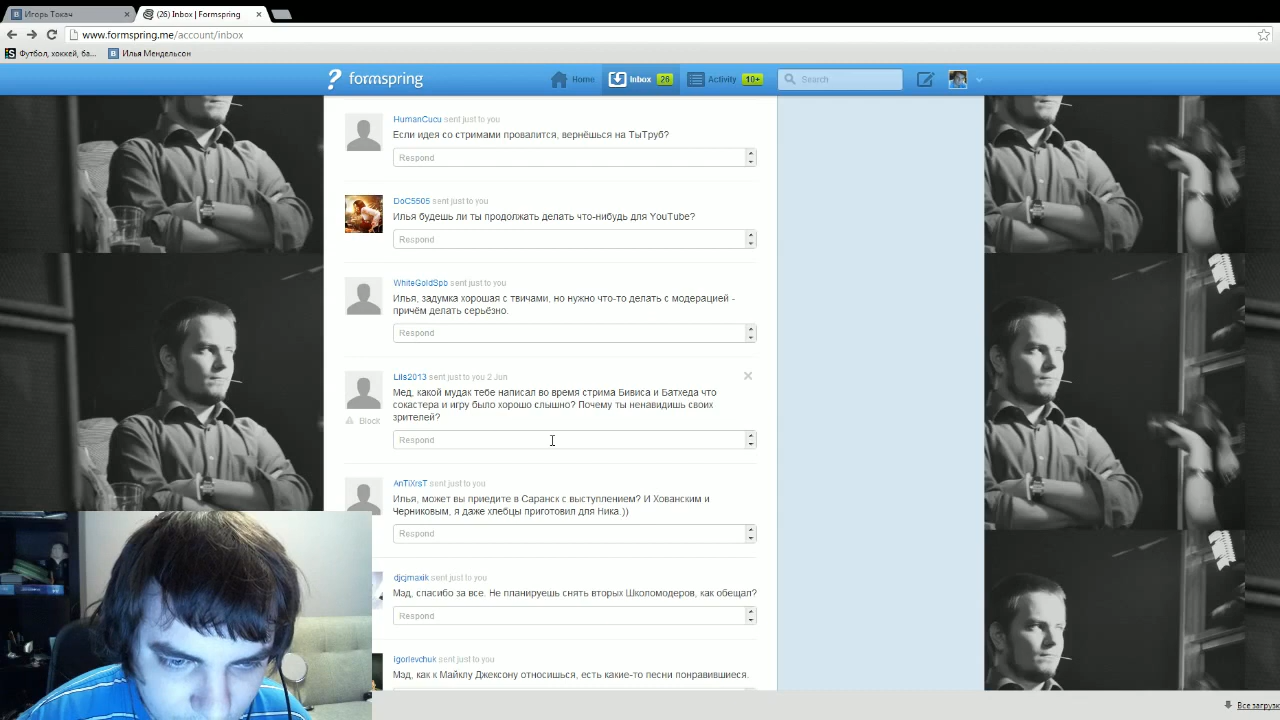 Игорь Токач
(26) Inbox | Formspring
www.formspring.me/account/inbox
Футбол, хоккей, ба...
Илья Мендельсон
formspring
Home
Inbox
26
Activity
10+
Search
HumanCucu sent just to you
Если идея со стримами провалится, вернёшься на ТыТруб?
Respond
DoC5505 sent just to you
Илья будешь ли ты продолжать делать что-нибудь для YouTube?
Respond
WhiteGoldSpb sent just to you
Илья, задумка хорошая с твичами, но нужно что-то делать с модерацией -
причём делать серьёзно.
Respond
Lils2013 sent just to you 2 Jun
Мед, какой мудак тебе написал во время стрима Бивиса и Батхеда что
сокастера и игру было хорошо слышно? Почему ты ненавидишь своих
зрителей?
Block
Respond
AnTiXrsT sent just to you
Илья, может вы приедите в Саранск с выступлением? И Хованским и
Черниковым, я даже хлебцы приготовил для Ника.))
Respond
djcjmaxik sent just to you
Мэд, спасибо за все. Не планируешь снять вторых Школомодеров, как обещал?
Respond
igorlevchuk sent just to you
Мэд, как к Майклу Джексону относишься, есть какие-то песни понравившиеся.
Все загрузк